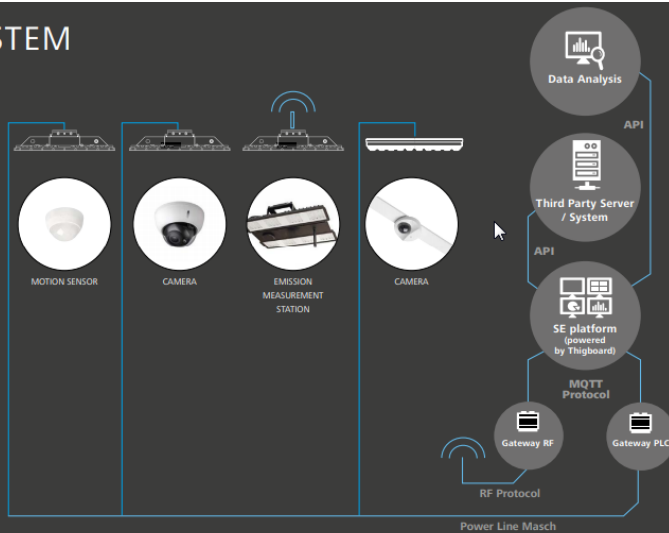 STEM
Data Analysis
API
Third Party Server
/ System
API
MOTION SENSOR
CAMERA
EMISSION
MEASUREMENT
STATION
CAMERA
SE platform
(powered
by Thigboard)
MQTT
Protocol
Gateway RF
Gateway PLC
RF Protocol
Power Line Masch